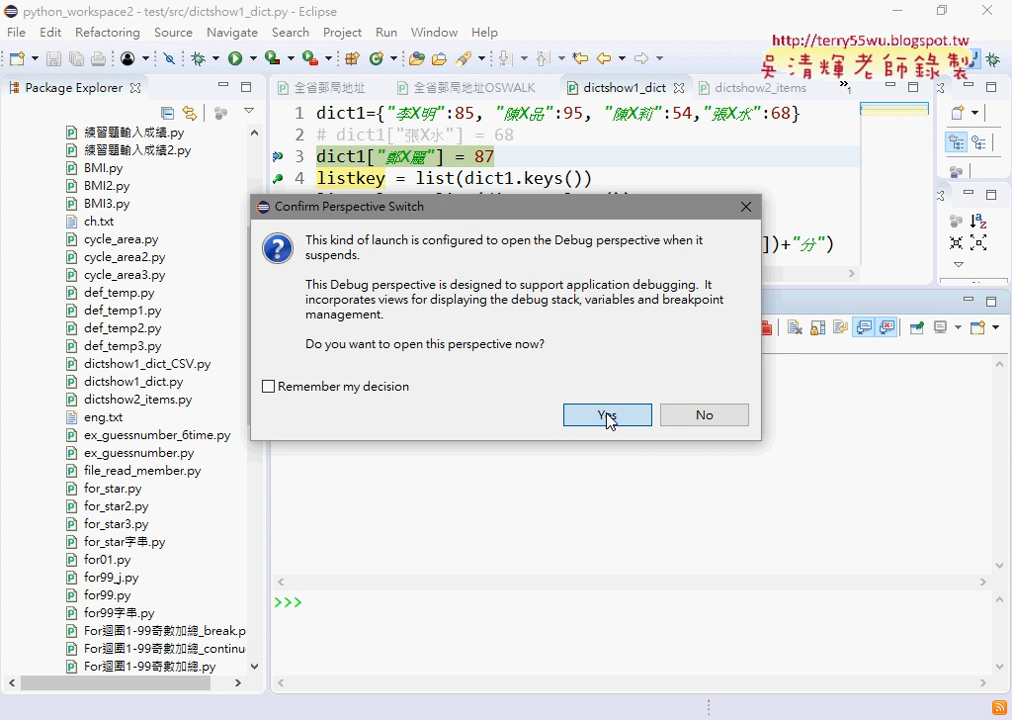 python_workspace2 - test/src/dictshow1_dict.py - Eclipse
File Edit Refactoring Source Navigate Search Project Run Window Help
http://terry55wu.blogspot.tw
吳清輝老師錄製
Package Explorer
全省郵局地址
全省郵局地址OSWALK
dictshow1_dict
dictshow2_items
1 dict1={"李X明":85, "陳X品":95, "陳X莉":54,"張X水":68}
2 # dict1["張X水"] = 68
3 dict1["鄭X麗"] = 87
4 listkey = list(dict1.keys())
])+"分")
練習題輸入成績.py
練習題輸入成績2.py
BMI.py
BMI2.py
BMI3.py
ch.txt
cycle_area.py
cycle_area2.py
cycle_area3.py
def_temp.py
def_temp1.py
def_temp2.py
def_temp3.py
dictshow1_dict_CSV.py
dictshow1_dict.py
dictshow2_items.py
eng.txt
ex_guessnumber_6time.py
ex_guessnumber.py
file_read_member.py
for_star.py
for_star2.py
for_star3.py
for_star字串.py
for01.py
for99_j.py
for99.py
for99字串.py
For迴圈1-99奇數加總_break.p
For迴圈1-99奇數加總_continu
For迴圈1-99奇數加總.py
Confirm Perspective Switch
This kind of launch is configured to open the Debug perspective when it
suspends.
This Debug perspective is designed to support application debugging. It
incorporates views for displaying the debug stack, variables and breakpoint
management.
Do you want to open this perspective now?
Remember my decision
Yes
No
>>>